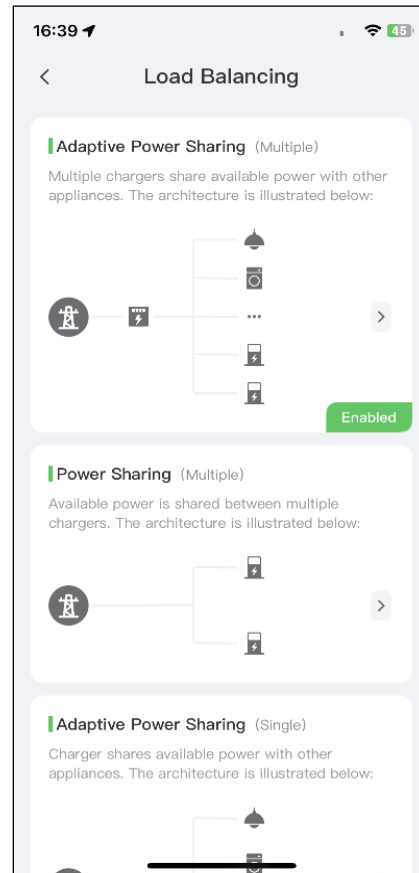 16:39
45
Load Balancing
Adaptive Power Sharing (Multiple)
Multiple chargers share available power with other
appliances. The architecture is illustrated below:
...
Enabled
Power Sharing (Multiple)
Available power is shared between multiple
chargers. The architecture is illustrated below:
Adaptive Power Sharing (Single)
Charger shares available power with other
appliances. The architecture is illustrated below: